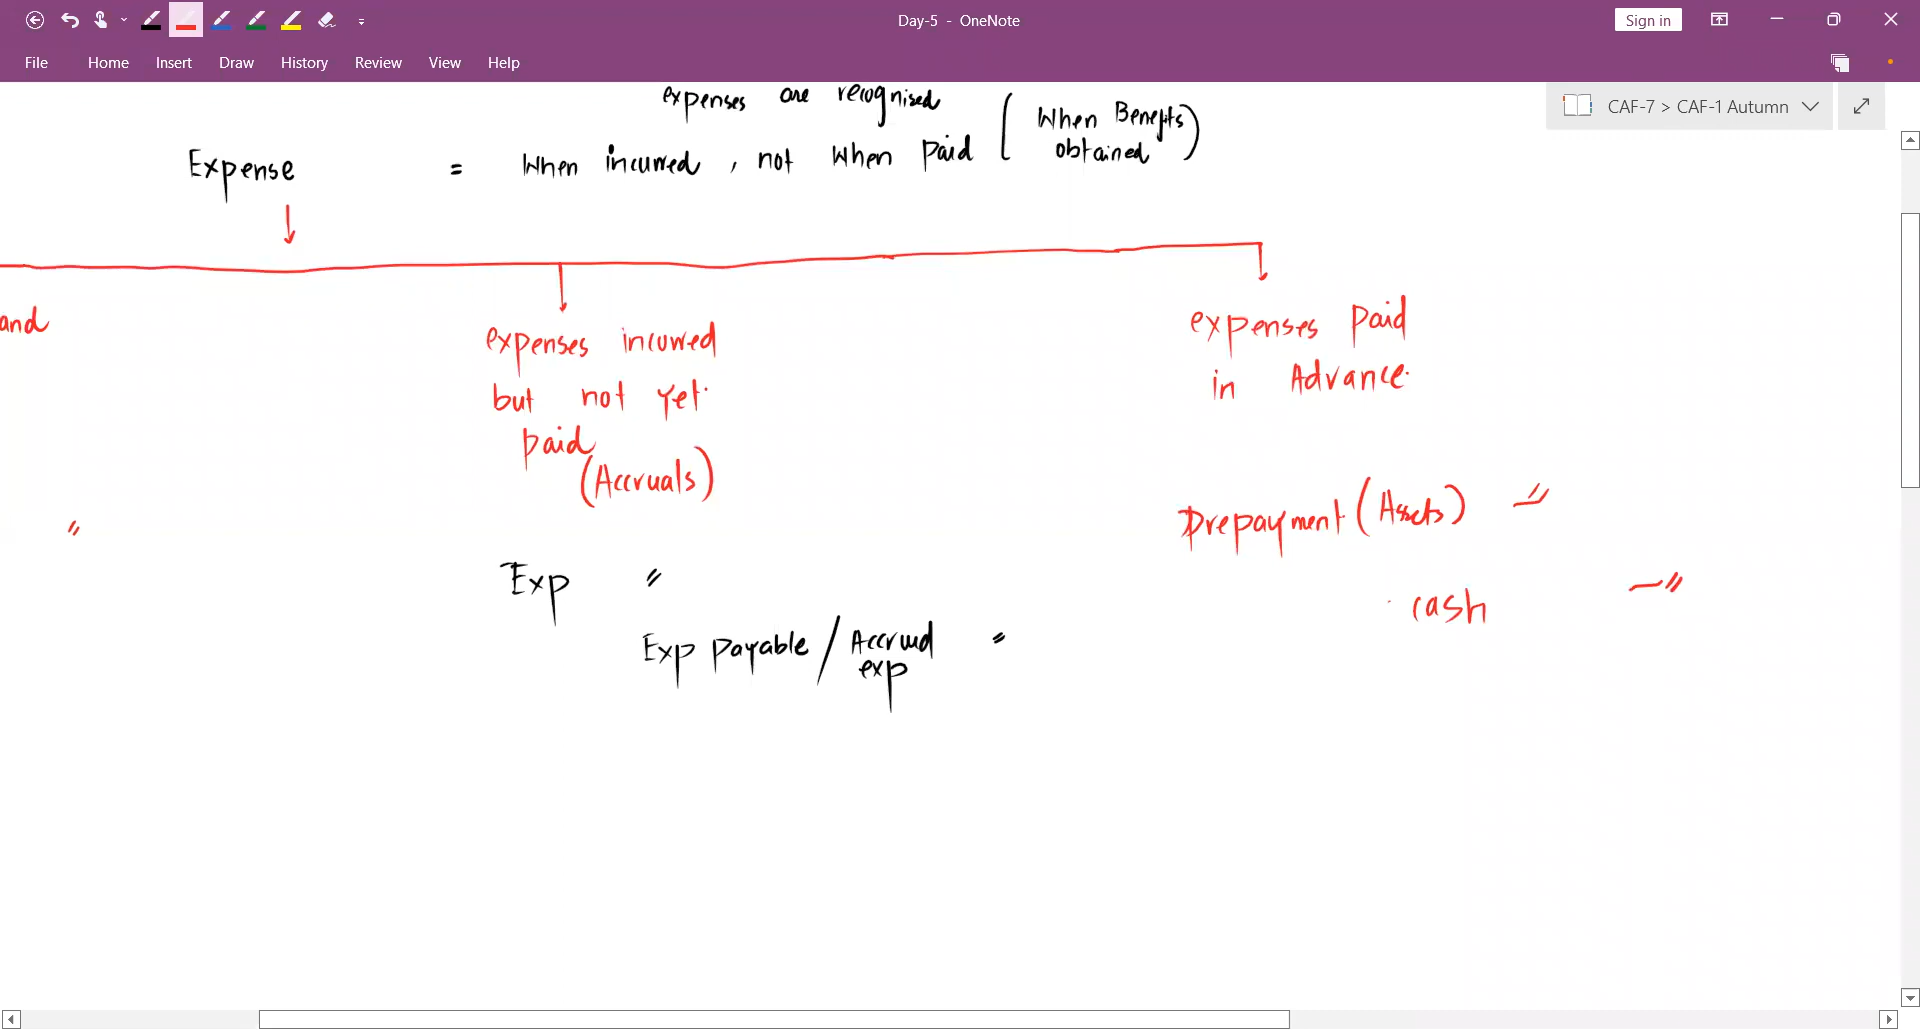 Day-5 - OneNote
Sign in
File Home Insert Draw History Review View Help
CAF-7 > CAF-1 Autumn
expenses are recognised
Expense = When incurred, not when paid (When Benefits obtained)
and
expenses incurred
but not yet.
paid
(Accruals)
expenses paid
in Advance.
Prepayment (Assets) =
"
Exp "
cash — "
Exp payable / Accrued
exp "